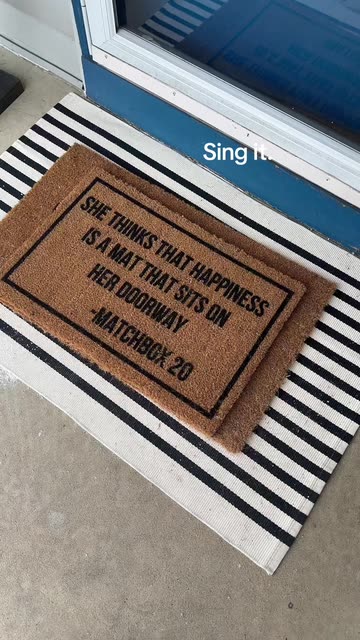 Sing It.
SHE THINKS THAT HAPPINESS
IS A MAT THAT SITS ON
HER DOORWAY
-MATCHBOX 20